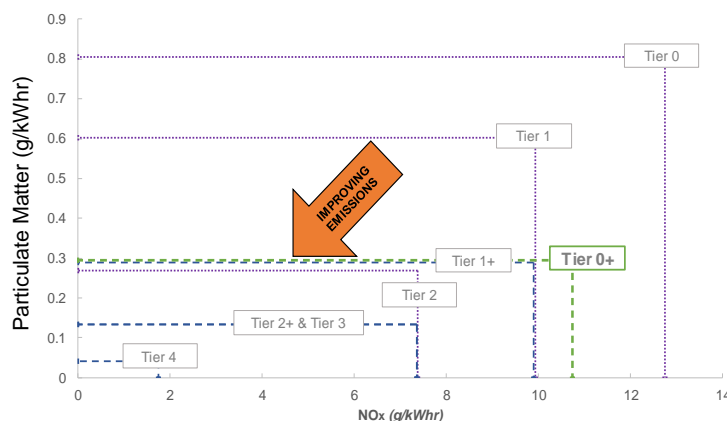 0.9
0.8
0.7
0.6
0.5
0.4
0.3
0.2
0.1
0
Particulate Matter (g/kWhr)
Tier 0
Tier 1
IMPROVING
EMISSIONS
Tier 1+
Tier 0+
Tier 2
Tier 2+ & Tier 3
Tier 4
0 2 4 6 8 10 12 14
NOx (g/kWhr)